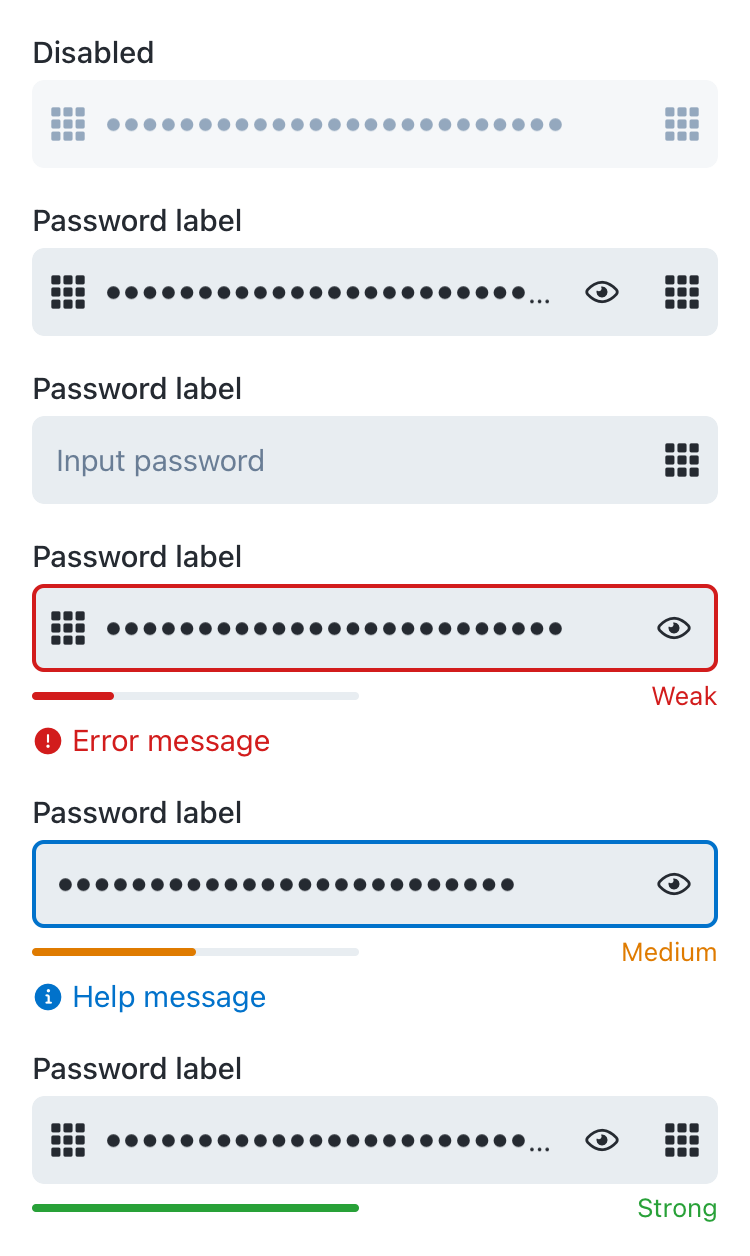 Disabled
●●●●●●●●●●●●●●●●●●●●●●●●●
Password label
●●●●●●●●●●●●●●●●●●●●●●●...
Password label
Input password
Password label
●●●●●●●●●●●●●●●●●●●●●●●●●
Weak
Error message
Password label
●●●●●●●●●●●●●●●●●●●●●●●●●
Medium
Help message
Password label
●●●●●●●●●●●●●●●●●●●●●●●...
Strong